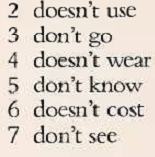 2 doesn't use
3 don't go
4 doesn't wear
5 don't know
6 doesn't cost
7 don't see